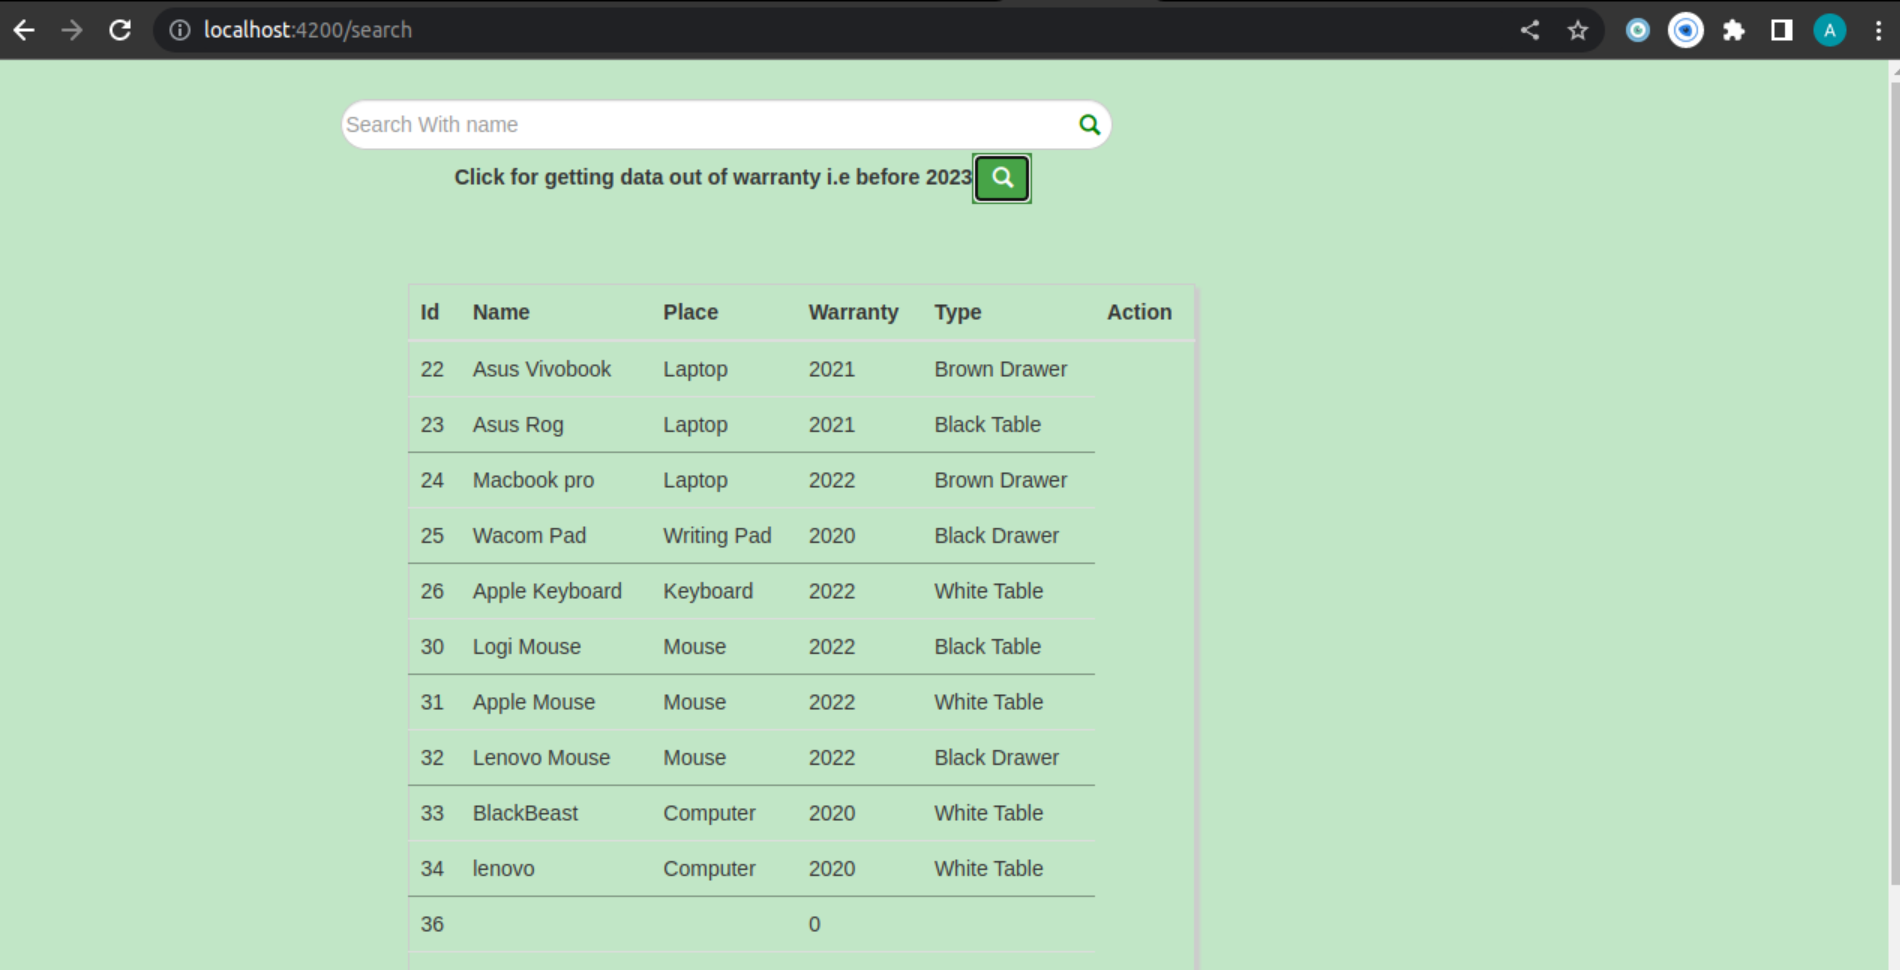 localhost:4200/search
A
Search With name
Click for getting data out of warranty i.e before 2023
Id Name Place Warranty Type Action
22 Asus Vivobook Laptop 2021 Brown Drawer
23 Asus Rog Laptop 2021 Black Table
24 Macbook pro Laptop 2022 Brown Drawer
25 Wacom Pad Writing Pad 2020 Black Drawer
26 Apple Keyboard Keyboard 2022 White Table
30 Logi Mouse Mouse 2022 Black Table
31 Apple Mouse Mouse 2022 White Table
32 Lenovo Mouse Mouse 2022 Black Drawer
33 BlackBeast Computer 2020 White Table
34 lenovo Computer 2020 White Table
36 0